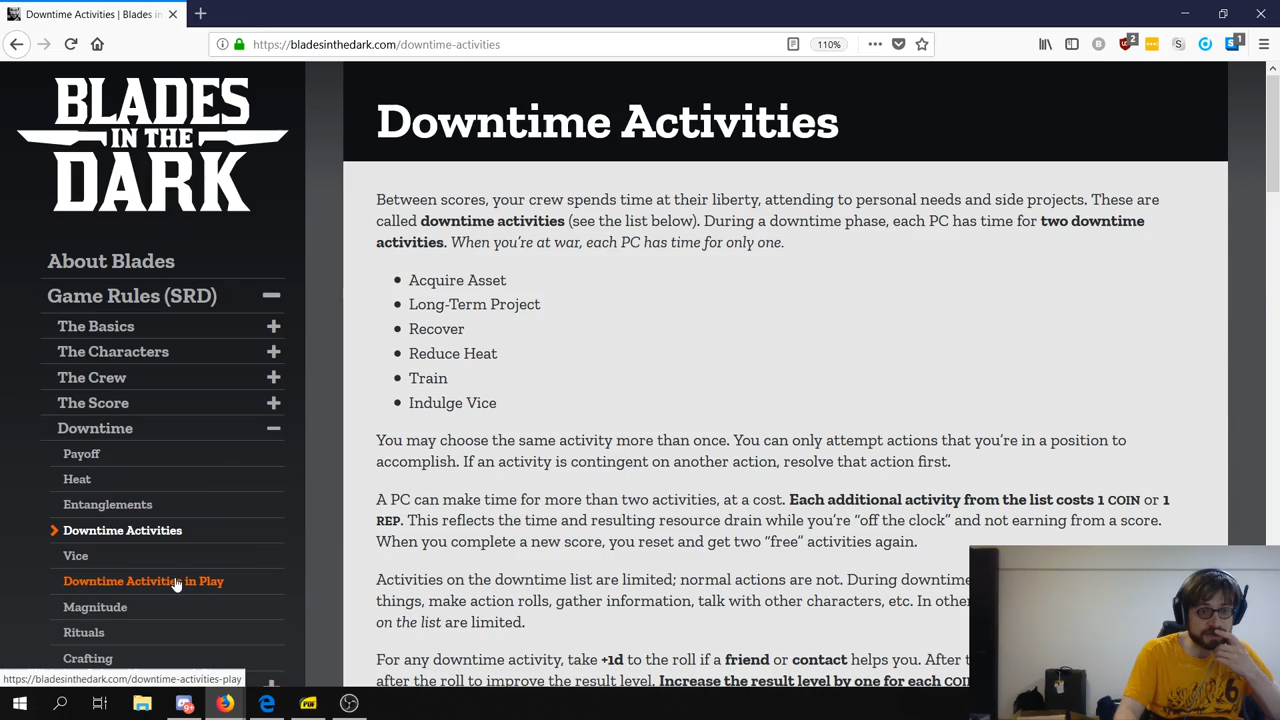 Downtime Activities | Blades in
https://bladesinthedark.com/downtime-activities
110%
2
1
BLADES
IN THE
DARK
About Blades
Game Rules (SRD)
The Basics
The Characters
The Crew
The Score
Downtime
Payoff
Heat
Entanglements
Downtime Activities
Vice
Downtime Activities in Play
Magnitude
Rituals
Crafting
https://bladesinthedark.com/downtime-activities-play
Downtime Activities
Between scores, your crew spends time at their liberty, attending to personal needs and side projects. These are
called downtime activities (see the list below). During a downtime phase, each PC has time for two downtime
activities. When you’re at war, each PC has time for only one.
Acquire Asset
Long-Term Project
Recover
Reduce Heat
Train
Indulge Vice
You may choose the same activity more than once. You can only attempt actions that you’re in a position to
accomplish. If an activity is contingent on another action, resolve that action first.
A PC can make time for more than two activities, at a cost. Each additional activity from the list costs 1 COIN or 1
REP. This reflects the time and resulting resource drain while you’re “off the clock” and not earning from a score.
When you complete a new score, you reset and get two “free” activities again.
Activities on the downtime list are limited; normal actions are not. During downtime
things, make action rolls, gather information, talk with other characters, etc. In other
on the list are limited.
For any downtime activity, take +1d to the roll if a friend or contact helps you. After
after the roll to improve the result level. Increase the result level by one for each COIN
PDF